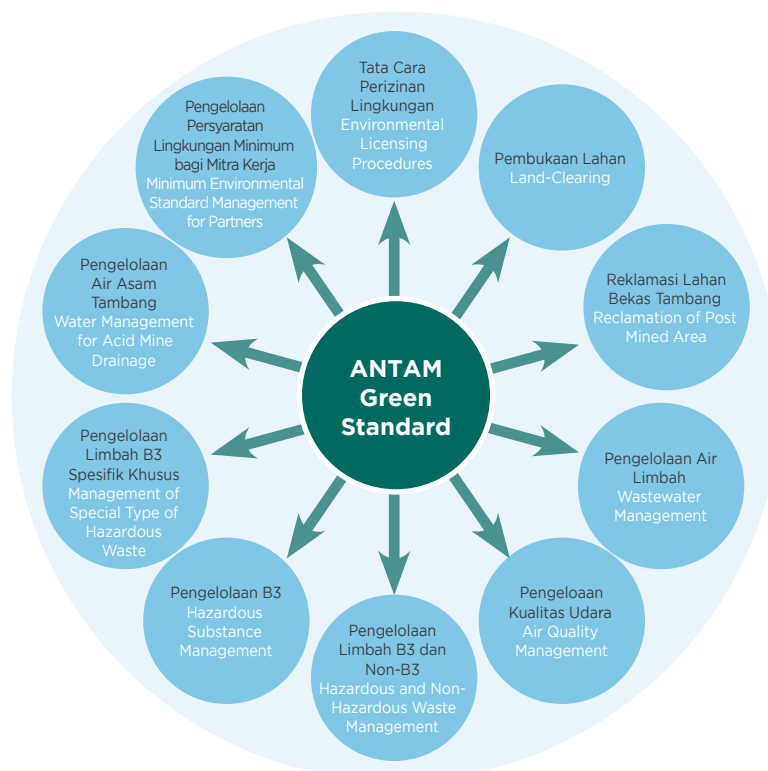 Tata Cara
Perizinan
Lingkungan
Environmental
Licensing
Procedures
Pembukaan Lahan
Land-Clearing
Reklamasi Lahan
Bekas Tambang
Reclamation of Post
Mined Area
Pengelolaan Air
Limbah
Wastewater
Management
Pengeloaan
Kualitas Udara
Air Quality
Management
Pengelolaan
Limbah B3 dan
Non-B3
Hazardous and Non-
Hazardous Waste
Management
Pengelolaan B3
Hazardous
Substance
Management
Pengelolaan
Limbah B3
Spesifik Khusus
Management of
Special Type of
Hazardous
Waste
Pengelolaan
Air Asam
Tambang
Water Management
for Acid Mine
Drainage
Pengelolaan
Persyaratan
Lingkungan Minimum
bagi Mitra Kerja
Minimum Environmental
Standard Management
for Partners
ANTAM
Green
Standard